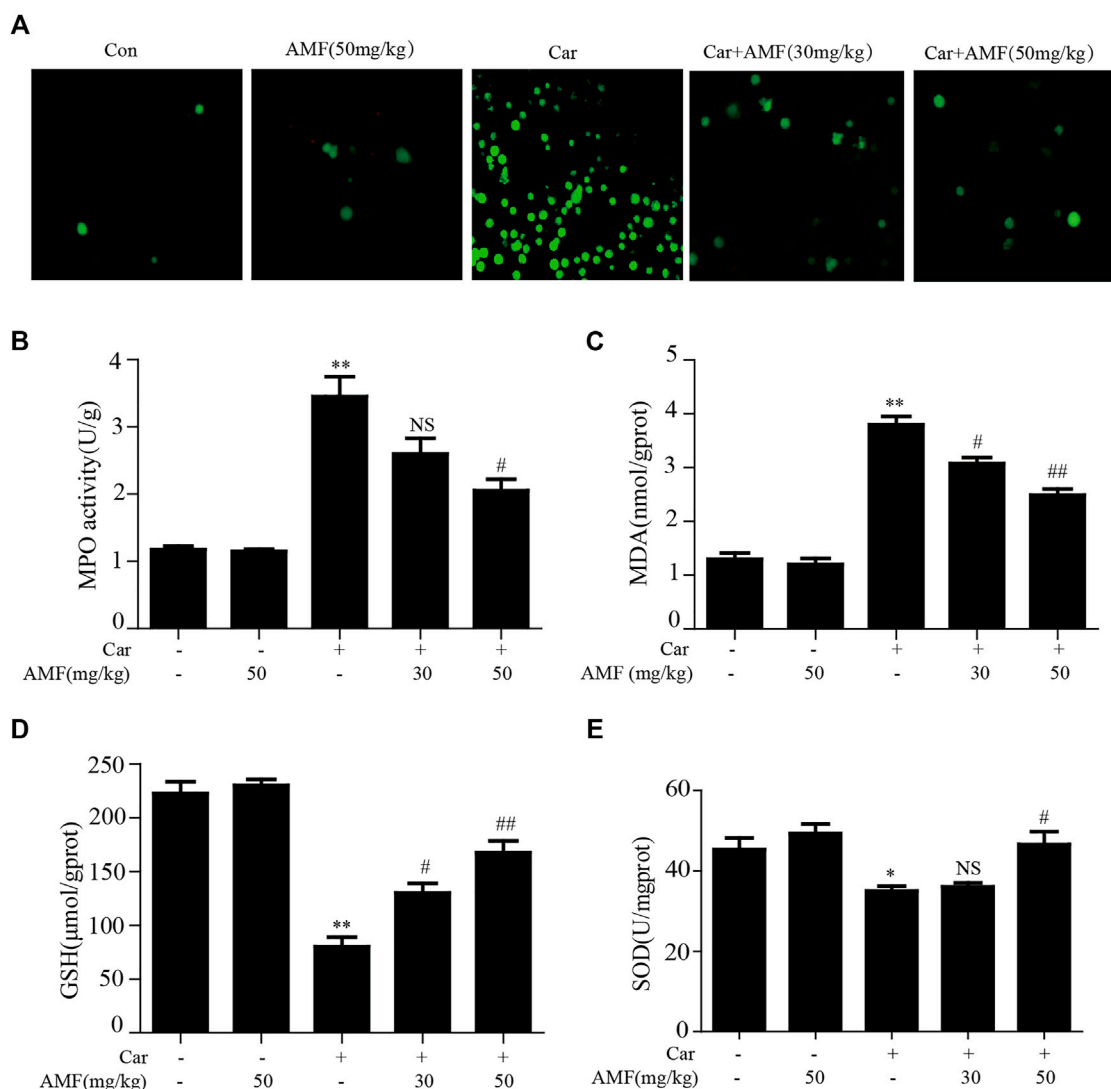 A
Con AMF(50mg/kg) Car Car+AMF(30mg/kg) Car+AMF(50mg/kg)
B
MPO activity(U/g)
4
3
2
1
0
** NS #
Car - - + + +
AMF(mg/kg) - 50 - 30 50
C
MDA(nmol/gprot)
5
4
3
2
1
0
** # ##
Car - - + + +
AMF (mg/kg) - 50 - 30 50
D
GSH(μmol/gprot)
250
200
150
100
50
0
** # ##
Car - - + + +
AMF(mg/kg) - 50 - 30 50
E
SOD(U/mgprot)
60
40
20
0
* NS #
Car - - + + +
AMF(mg/kg) - 50 - 30 50